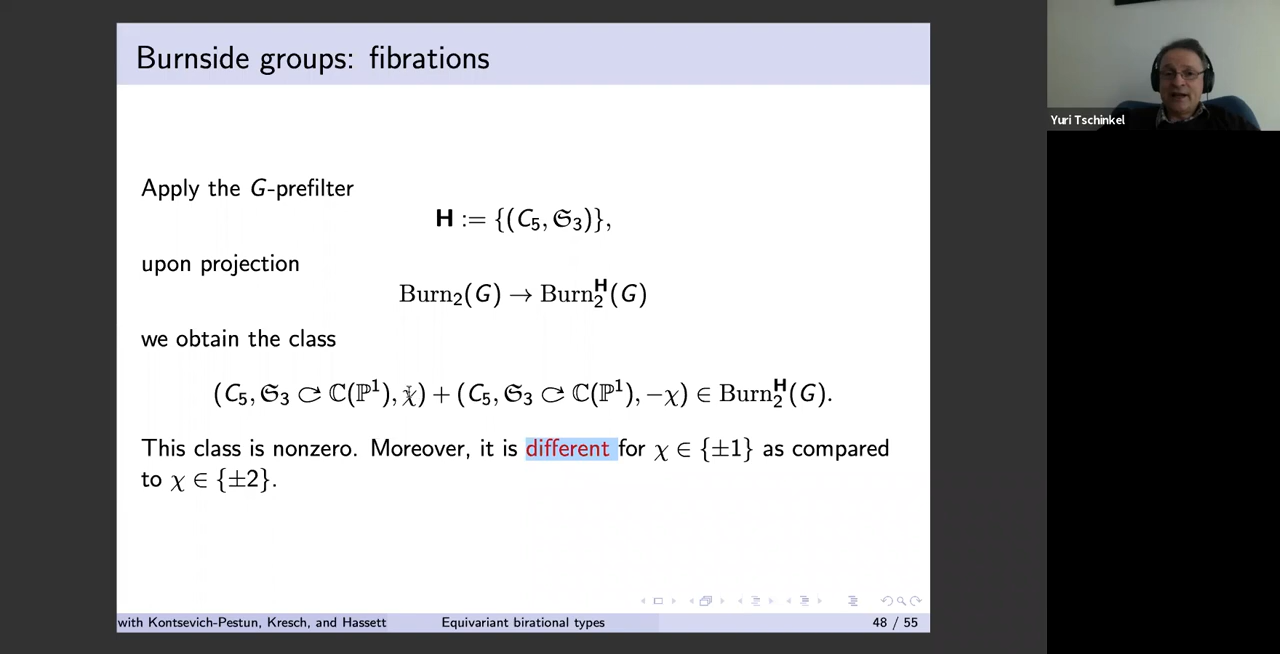 Burnside groups: fibrations
Yuri Tschinkel
Apply the G-prefilter
H := {(C₅, 𝔖₃)},
upon projection
Burn₂(G) → Burn₂ᴴ(G)
we obtain the class
(C₅, 𝔖₃ ⟳ ℂ(ℙ¹), χ) + (C₅, 𝔖₃ ⟳ ℂ(ℙ¹), −χ) ∈ Burn₂ᴴ(G).
This class is nonzero. Moreover, it is different for χ ∈ {±1} as compared
to χ ∈ {±2}.
with Kontsevich-Pestun, Kresch, and Hassett Equivariant birational types 48 / 55